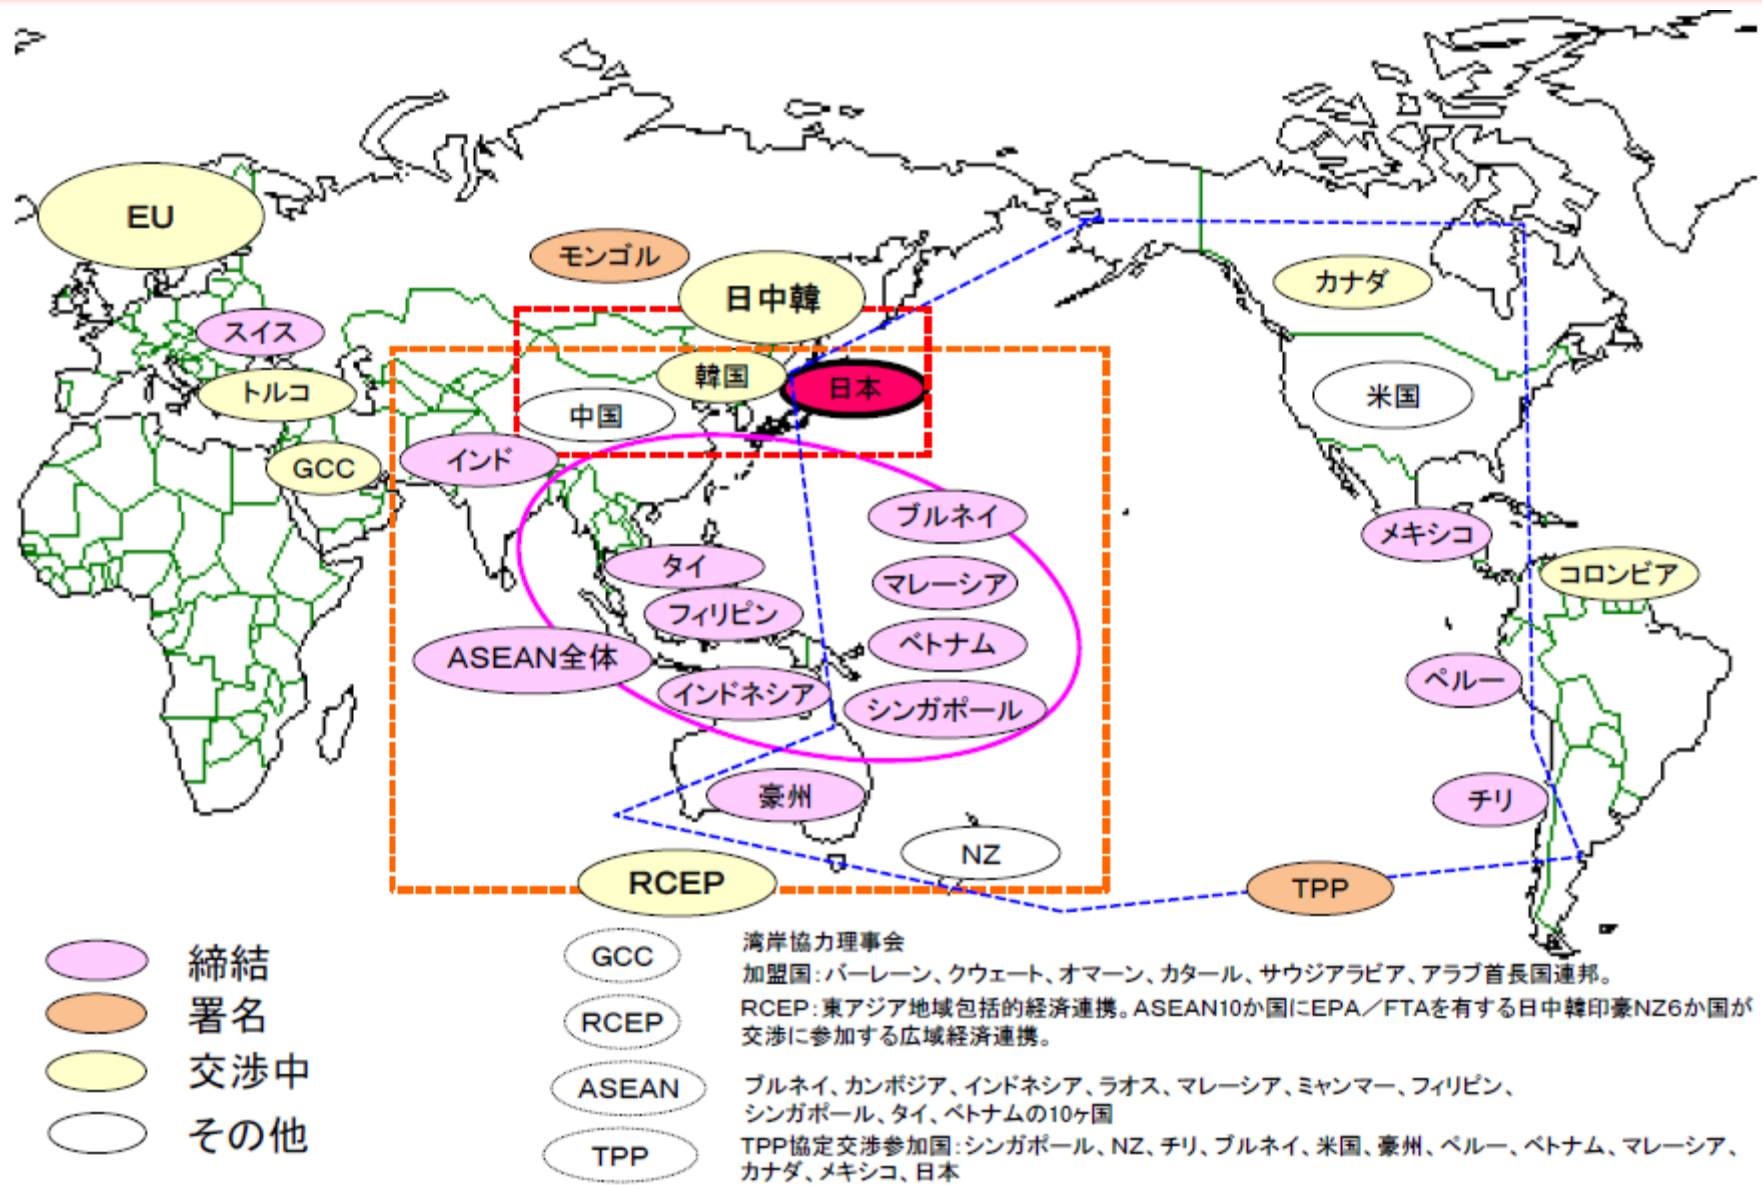 EU
モンゴル
日中韓
カナダ
スイス
韓国
日本
トルコ
米国
中国
インド
GCC
ブルネイ
メキシコ
タイ
マレーシア
コロンビア
フィリピン
ベトナム
ASEAN全体
ペルー
インドネシア
シンガポール
豪州
チリ
NZ
RCEP
TPP
締結
署名
交渉中
その他
GCC
湾岸協力理事会
加盟国：バーレーン、クウェート、オマーン、カタール、サウジアラビア、アラブ首長国連邦。
RCEP
RCEP：東アジア地域包括的経済連携。ASEAN10か国にEPA／FTAを有する日中韓印豪NZ6か国が
交渉に参加する広域経済連携。
ASEAN
ブルネイ、カンボジア、インドネシア、ラオス、マレーシア、ミャンマー、フィリピン、
シンガポール、タイ、ベトナムの10ヶ国
TPP
TPP協定交渉参加国：シンガポール、NZ、チリ、ブルネイ、米国、豪州、ペルー、ベトナム、マレーシア、
カナダ、メキシコ、日本